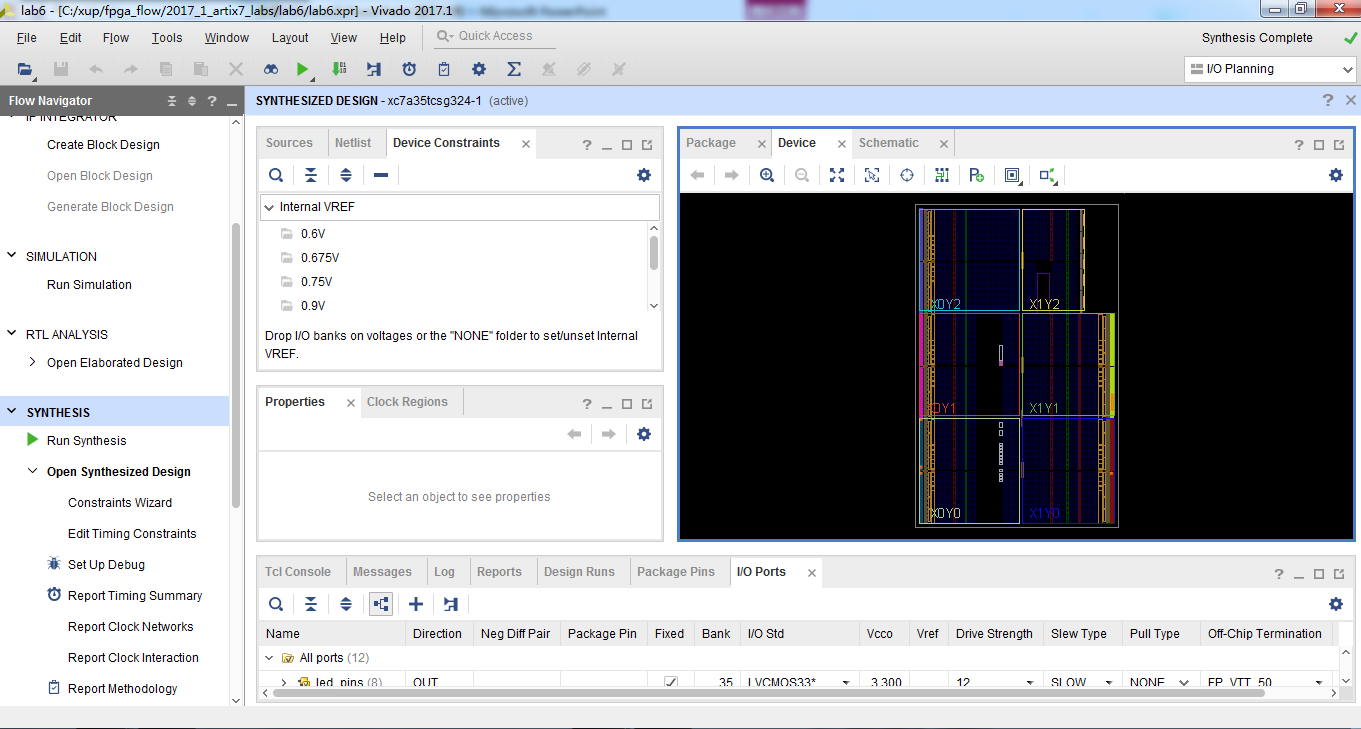 lab6 - [C:/xup/fpga_flow/2017_1_artix7_labs/lab6/lab6.xpr] - Vivado 2017.1
File Edit Flow Tools Window Layout View Help Quick Access
Synthesis Complete
I/O Planning
Flow Navigator
SYNTHESIZED DESIGN - xc7a35tcsg324-1 (active)
IP INTEGRATOR
Create Block Design
Open Block Design
Generate Block Design
SIMULATION
Run Simulation
RTL ANALYSIS
Open Elaborated Design
SYNTHESIS
Run Synthesis
Open Synthesized Design
Constraints Wizard
Edit Timing Constraints
Set Up Debug
Report Timing Summary
Report Clock Networks
Report Clock Interaction
Report Methodology
Sources Netlist Device Constraints
Internal VREF
0.6V
0.675V
0.75V
0.9V
Drop I/O banks on voltages or the "NONE" folder to set/unset Internal
VREF.
Properties Clock Regions
Select an object to see properties
Package Device Schematic
X0Y2 X1Y2
X0Y1 X1Y1
X0Y0 X1Y0
Tcl Console Messages Log Reports Design Runs Package Pins I/O Ports
Name Direction Neg Diff Pair Package Pin Fixed Bank I/O Std Vcco Vref Drive Strength Slew Type Pull Type Off-Chip Termination
All ports (12)
led_pins (8) OUT 35 LVCMOS33* 3.300 12 SLOW NONE FP_VTT_50